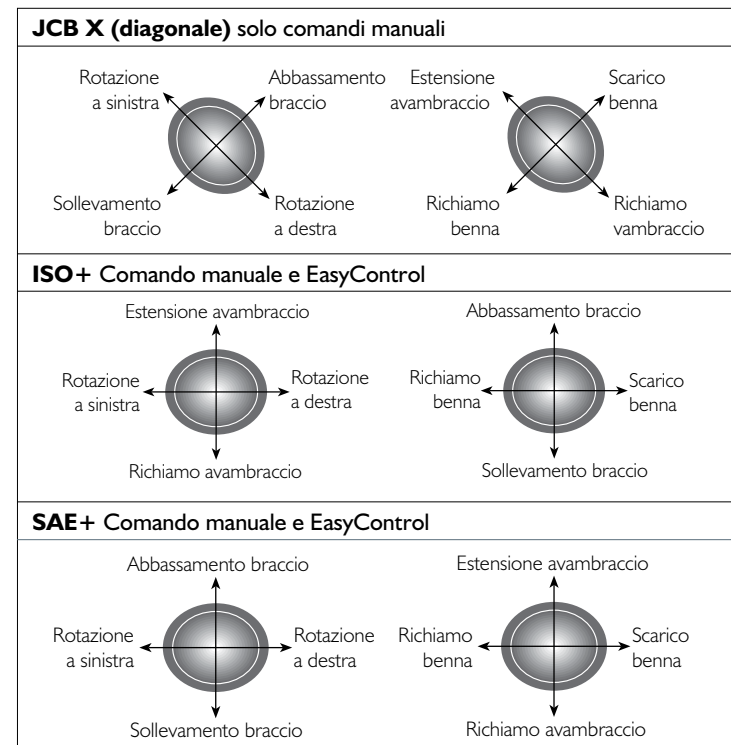 JCB X (diagonale) solo comandi manuali
Rotazione
a sinistra
Abbassamento
braccio
Sollevamento
braccio
Rotazione
a destra
Estensione
avambraccio
Scarico
benna
Richiamo
benna
Richiamo
vambraccio
ISO+ Comando manuale e EasyControl
Estensione avambraccio
Rotazione
a sinistra
Rotazione
a destra
Richiamo avambraccio
Abbassamento braccio
Richiamo
benna
Scarico
benna
Sollevamento braccio
SAE+ Comando manuale e EasyControl
Abbassamento braccio
Rotazione
a sinistra
Rotazione
a destra
Sollevamento braccio
Estensione avambraccio
Richiamo
benna
Scarico
benna
Richiamo avambraccio